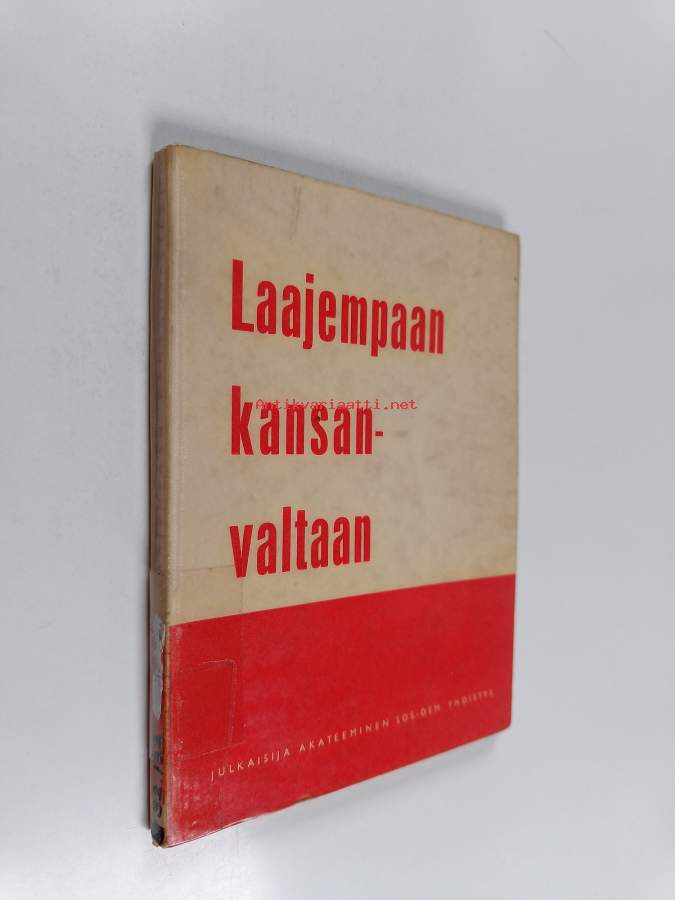 Laajempaan
Antikvariaatti.net
kansan-
valtaan
JULKAISIJA AKATEEMINEN SOS-DEM. YHDISTYS